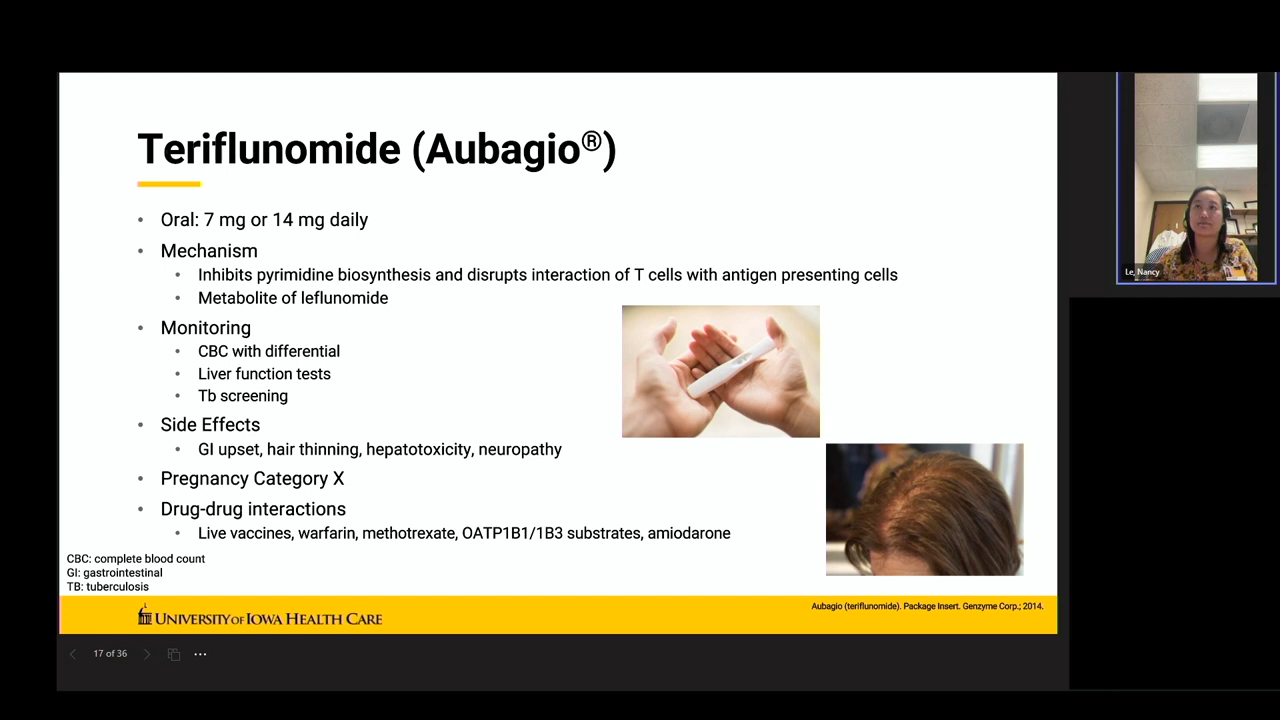 Teriflunomide (Aubagio®)
• Oral: 7 mg or 14 mg daily
• Mechanism
• Inhibits pyrimidine biosynthesis and disrupts interaction of T cells with antigen presenting cells
• Metabolite of leflunomide
• Monitoring
• CBC with differential
• Liver function tests
• Tb screening
• Side Effects
• GI upset, hair thinning, hepatotoxicity, neuropathy
• Pregnancy Category X
• Drug-drug interactions
• Live vaccines, warfarin, methotrexate, OATP1B1/1B3 substrates, amiodarone
CBC: complete blood count
GI: gastrointestinal
TB: tuberculosis
UNIVERSITY OF IOWA HEALTH CARE
Aubagio (teriflunomide). Package Insert. Genzyme Corp.; 2014.
17 of 36
Le, Nancy